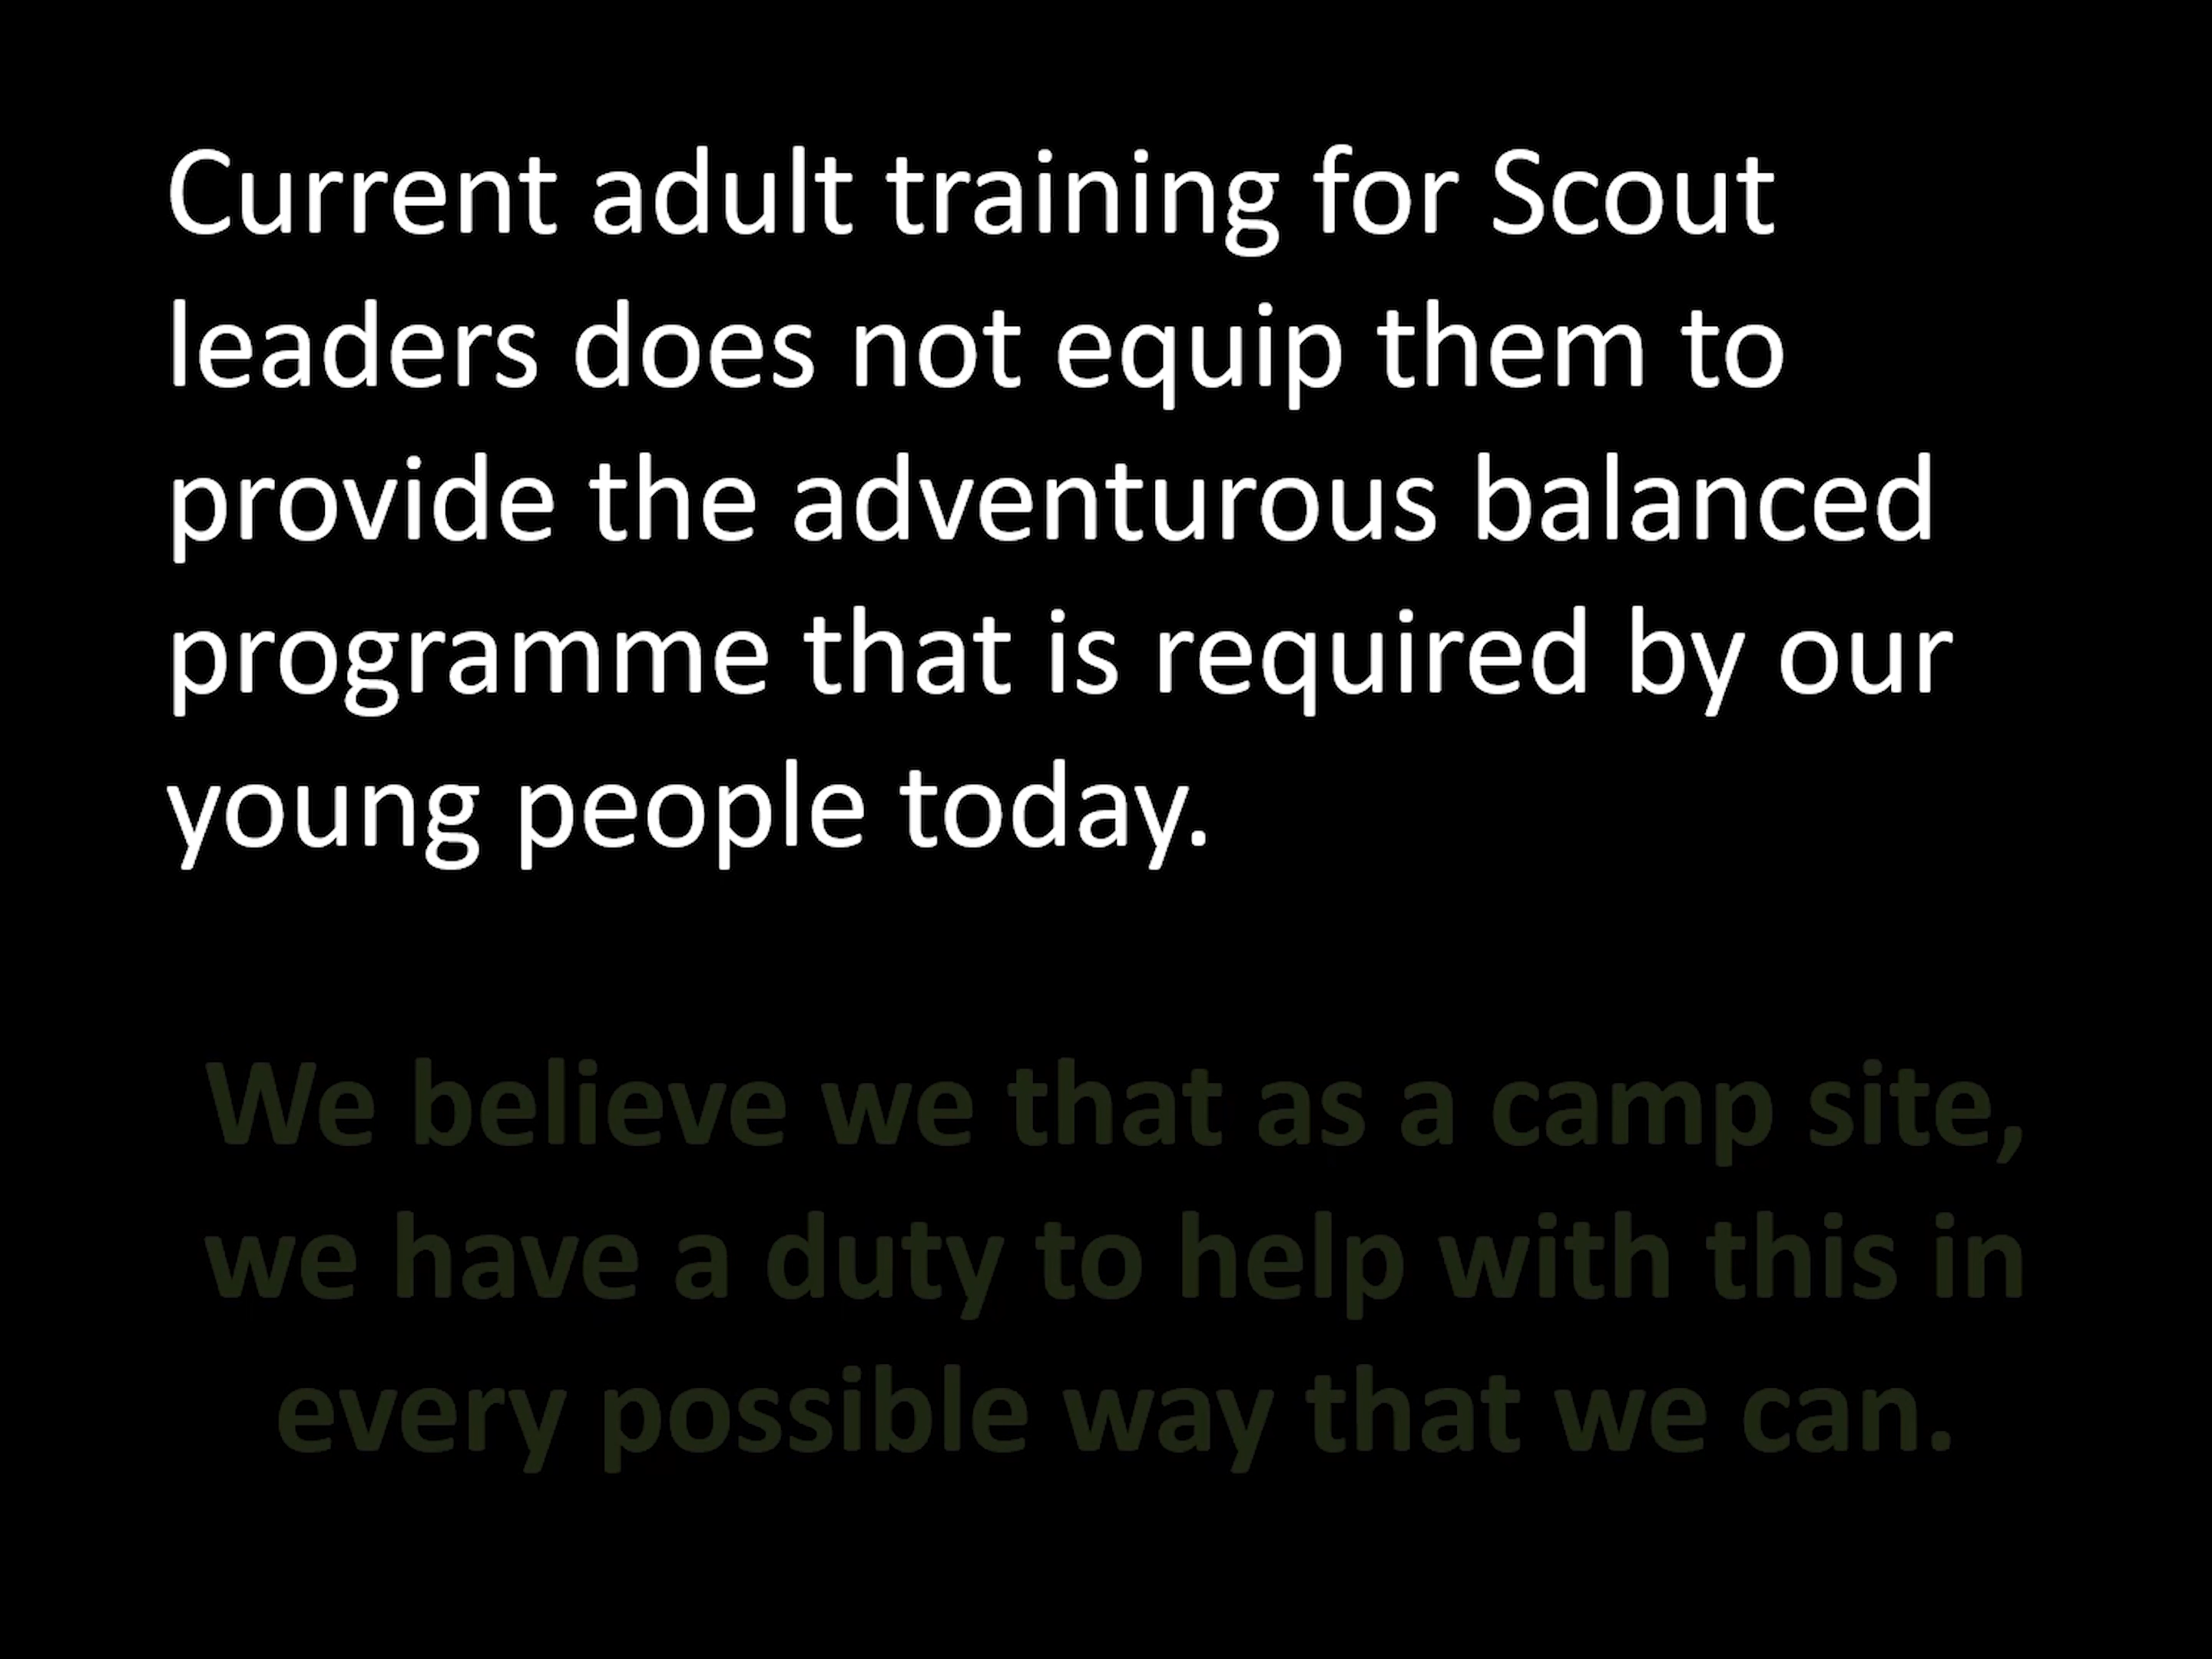 Current adult training for Scout
leaders does not equip them to
provide the adventurous balanced
programme that is required by our
young people today.
We believe we that as a camp site,
we have a duty to help with this in
every possible way that we can.